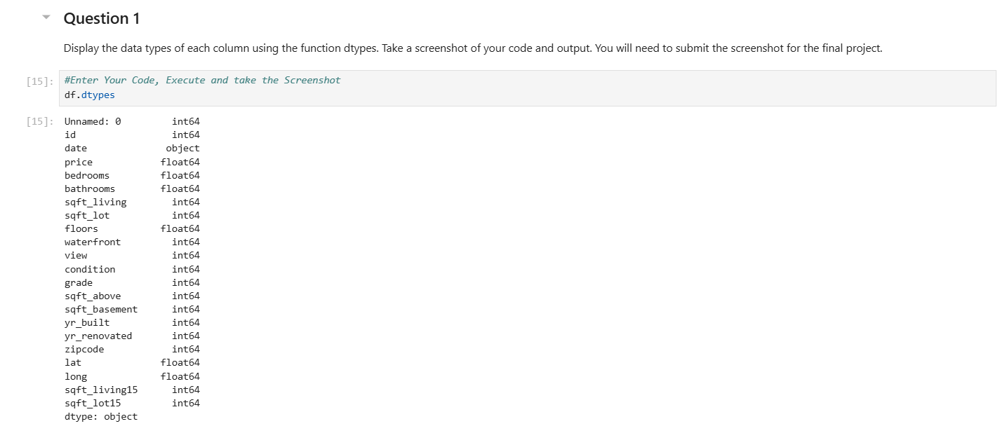 Question 1
Display the data types of each column using the function dtypes. Take a screenshot of your code and output. You will need to submit the screenshot for the final project.
[15]: #Enter Your Code, Execute and take the Screenshot
df.dtypes
[15]: Unnamed: 0 int64
id int64
date object
price float64
bedrooms float64
bathrooms float64
sqft_living int64
sqft_lot int64
floors float64
waterfront int64
view int64
condition int64
grade int64
sqft_above int64
sqft_basement int64
yr_built int64
yr_renovated int64
zipcode int64
lat float64
long float64
sqft_living15 int64
sqft_lot15 int64
dtype: object